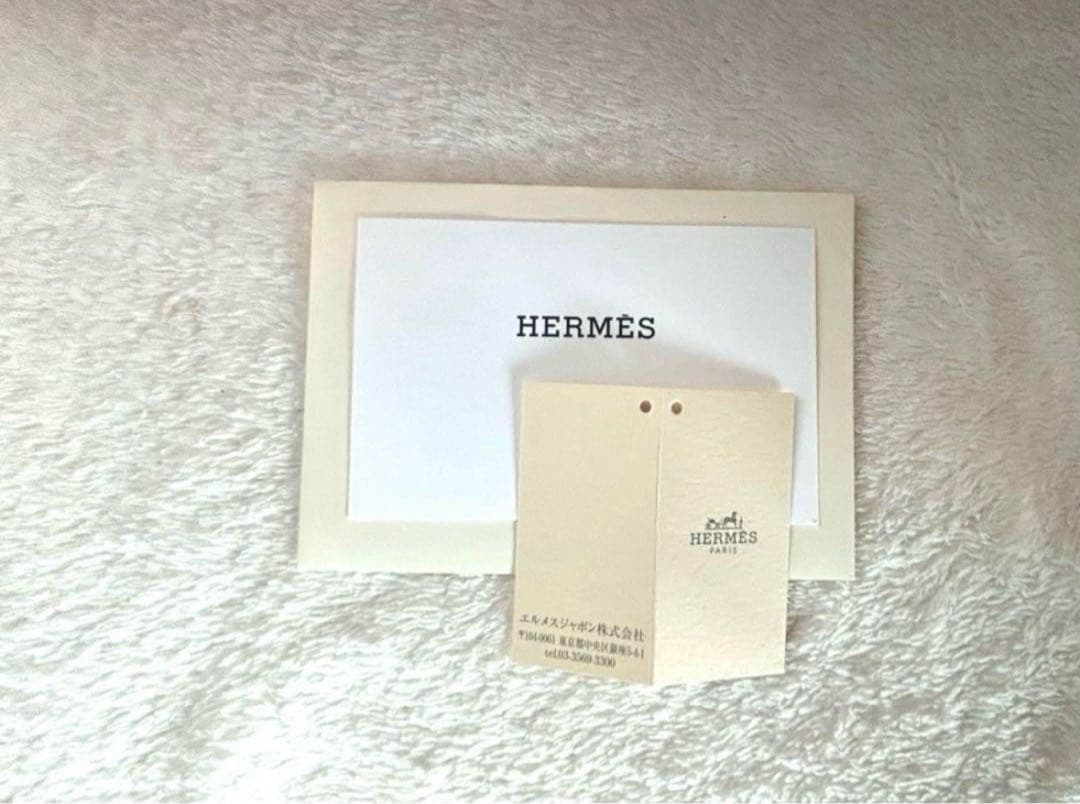 HERMÈS
HERMÈS
PARIS
エルメスジャポン株式会社
〒104-0061 東京都中央区銀座5-4-1
tel.03-3569-3300